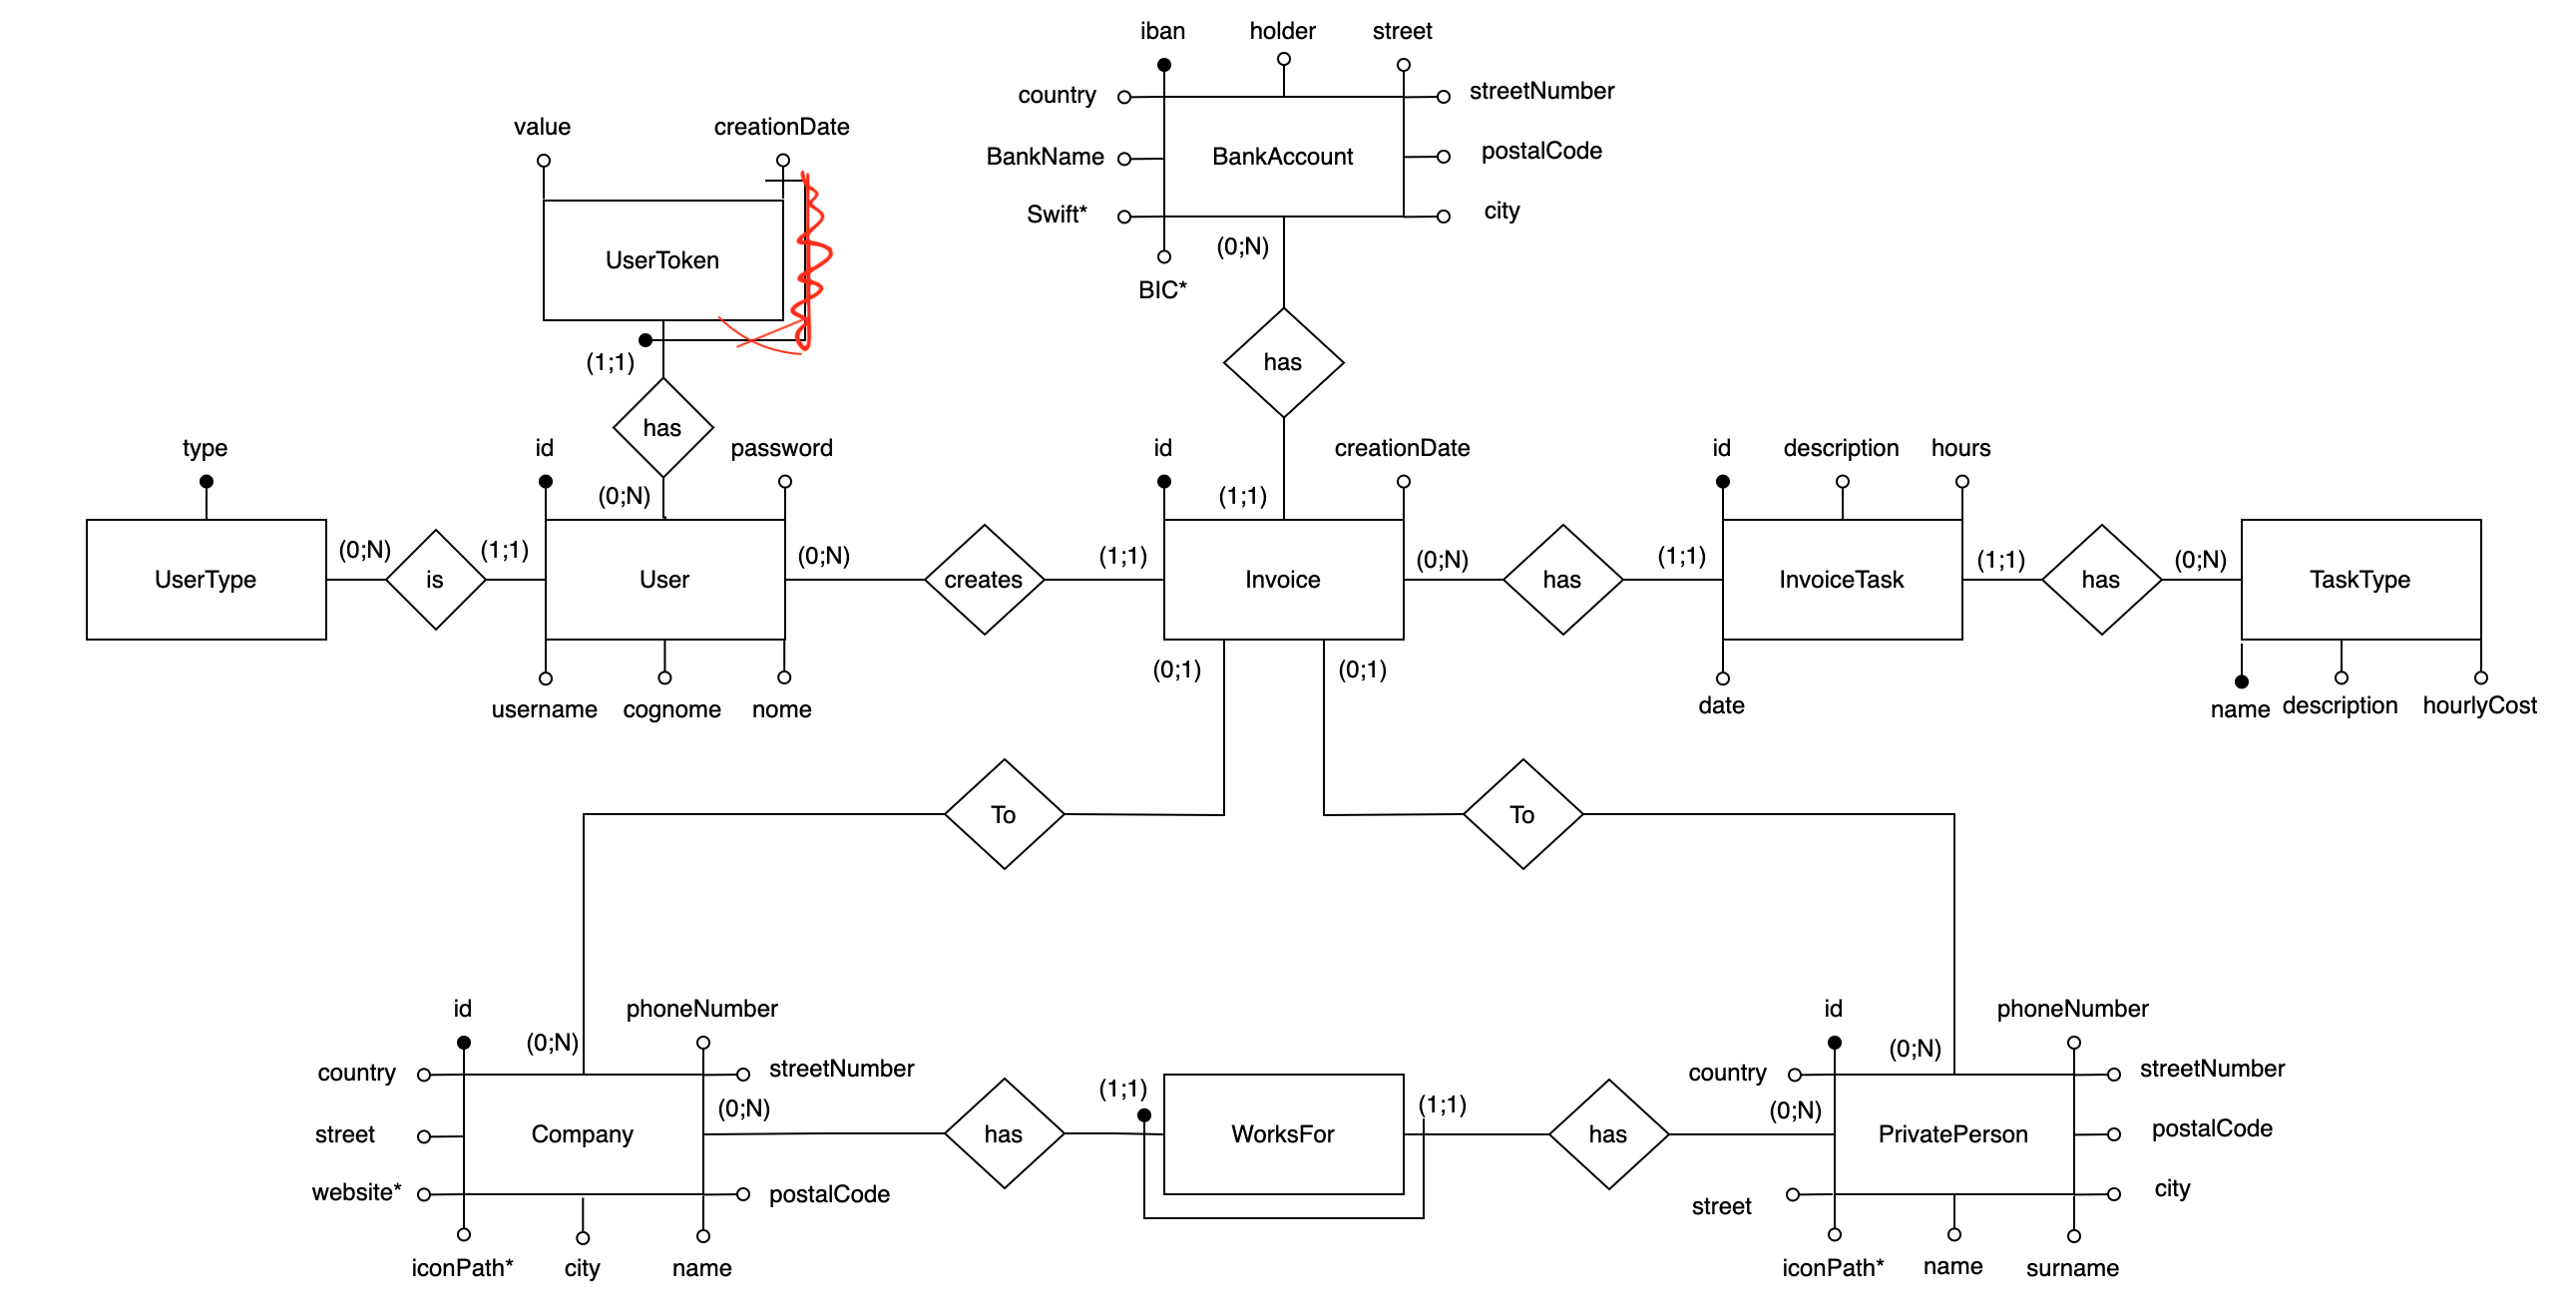 iban holder street
country streetNumber
BankName BankAccount postalCode
Swift* city
(0;N)
BIC*
value creationDate
UserToken
(1;1)
has
has
type id password id creationDate id description hours
(0;N) (1;1)
UserType (0;N) is (1;1) User (0;N) creates (1;1) Invoice (0;N) has (1;1) InvoiceTask (1;1) has (0;N) TaskType
(0;1) (0;1)
username cognome nome date name description hourlyCost
To To
id phoneNumber id phoneNumber
(0;N) (0;N)
country streetNumber country streetNumber
(0;N) (1;1) (1;1) (0;N)
street Company has WorksFor has PrivatePerson postalCode
website* postalCode street city
iconPath* city name iconPath* name surname